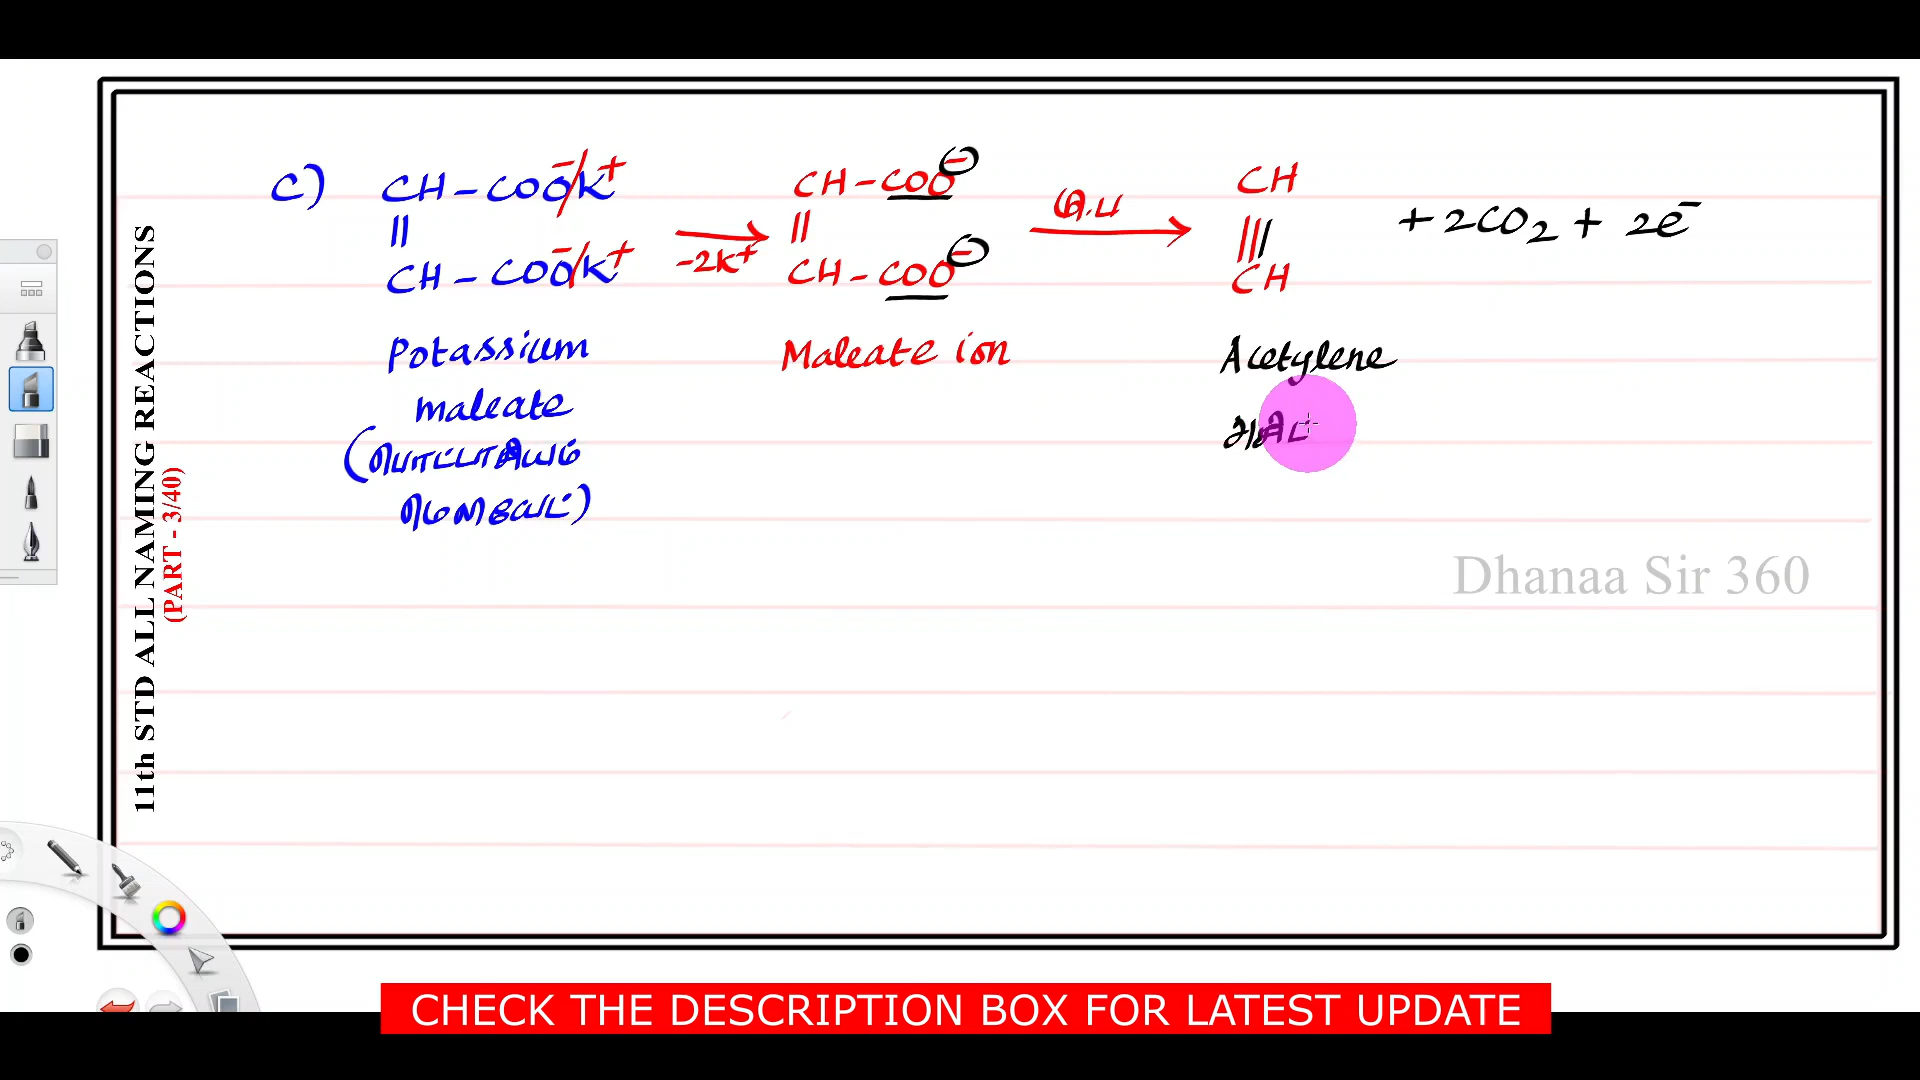 11th STD ALL NAMING REACTIONS
(PART - 3/40)
C) CH - COO⁻K⁺
||
CH - COO⁻K⁺
Potassium
maleate
(பொட்டாசியம்
மெலியேட்)
→
-2K⁺
CH - COO⁻
||
CH - COO⁻
Maleate ion
→
CH
|||
CH
Acetylene
+ 2CO₂ + 2e⁻
Dhanaa Sir 360
CHECK THE DESCRIPTION BOX FOR LATEST UPDATE